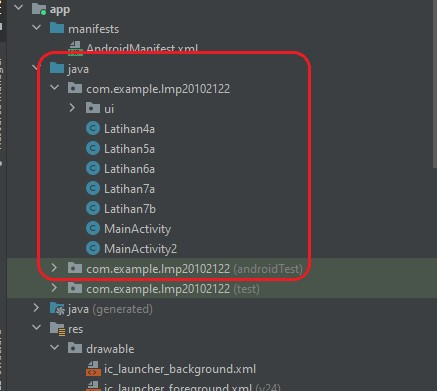 app
manifests
AndroidManifest.xml
java
com.example.lmp20102122
ui
Latihan4a
Latihan5a
Latihan6a
Latihan7a
Latihan7b
MainActivity
MainActivity2
com.example.lmp20102122 (androidTest)
com.example.lmp20102122 (test)
java (generated)
res
drawable
ic_launcher_background.xml
ic_launcher_foreground.xml (v24)